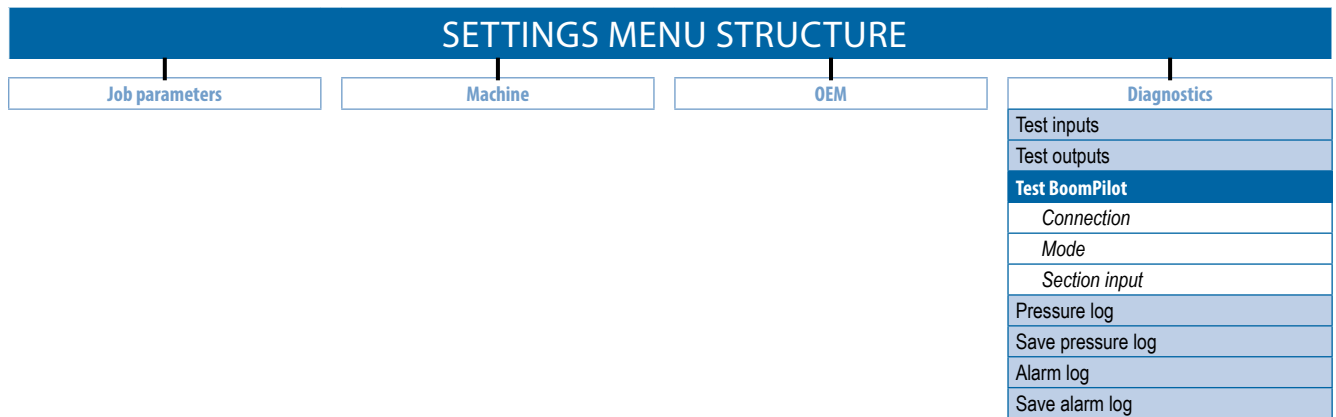 SETTINGS MENU STRUCTURE
Job parameters
Machine
OEM
Diagnostics
Test inputs
Test outputs
Test BoomPilot
Connection
Mode
Section input
Pressure log
Save pressure log
Alarm log
Save alarm log